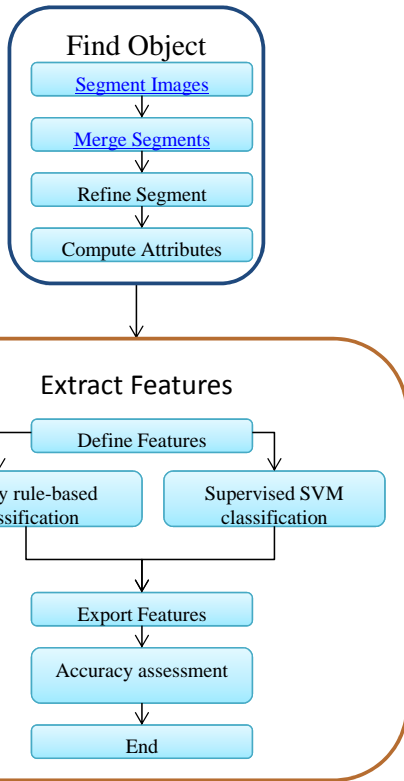 Find Object
Segment Images
Merge Segments
Refine Segment
Compute Attributes
Extract Features
Define Features
rule-based
Supervised SVM
classification
Export Features
Accuracy assessment
End